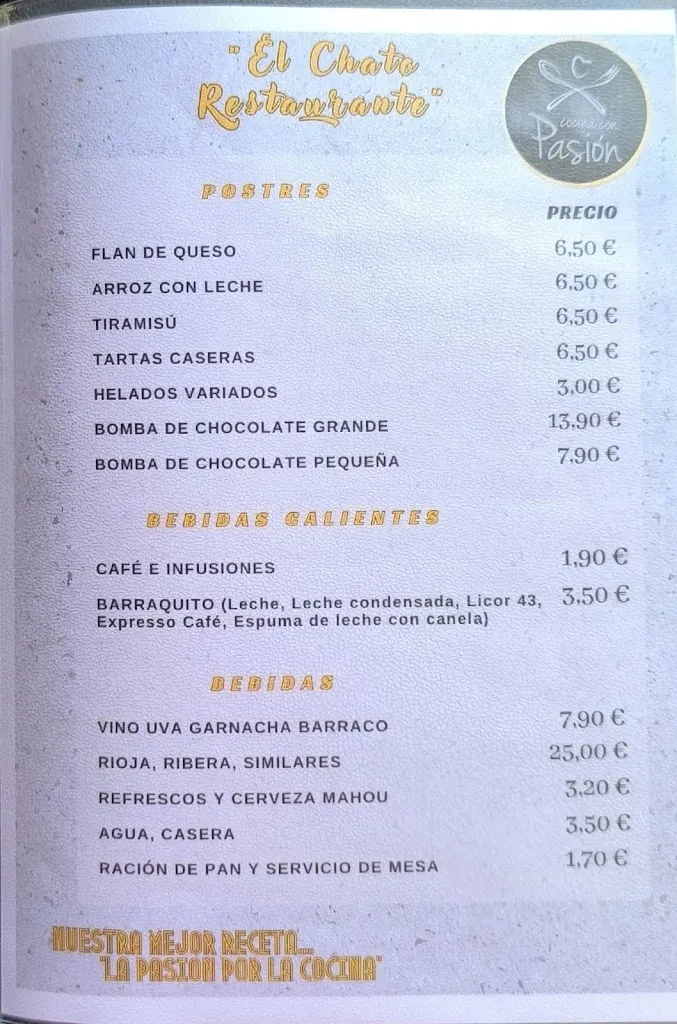 "Él Chato
Restaurante"
cocina con
Pasión
POSTRES
PRECIO
FLAN DE QUESO 6,50 €
ARROZ CON LECHE 6,50 €
TIRAMISÚ 6,50 €
TARTAS CASERAS 6,50 €
HELADOS VARIADOS 3,00 €
BOMBA DE CHOCOLATE GRANDE 13,90 €
BOMBA DE CHOCOLATE PEQUEÑA 7,90 €
BEBIDAS CALIENTES
CAFÉ E INFUSIONES 1,90 €
BARRAQUITO (Leche, Leche condensada, Licor 43, 3,50 €
Expresso Café, Espuma de leche con canela)
BEBIDAS
VINO UVA GARNACHA BARRACO 7,90 €
RIOJA, RIBERA, SIMILARES 25,00 €
REFRESCOS Y CERVEZA MAHOU 3,20 €
AGUA, CASERA 3,50 €
RACIÓN DE PAN Y SERVICIO DE MESA 1,70 €
NUESTRA MEJOR RECETA....
"LA PASION POR LA COCINA"